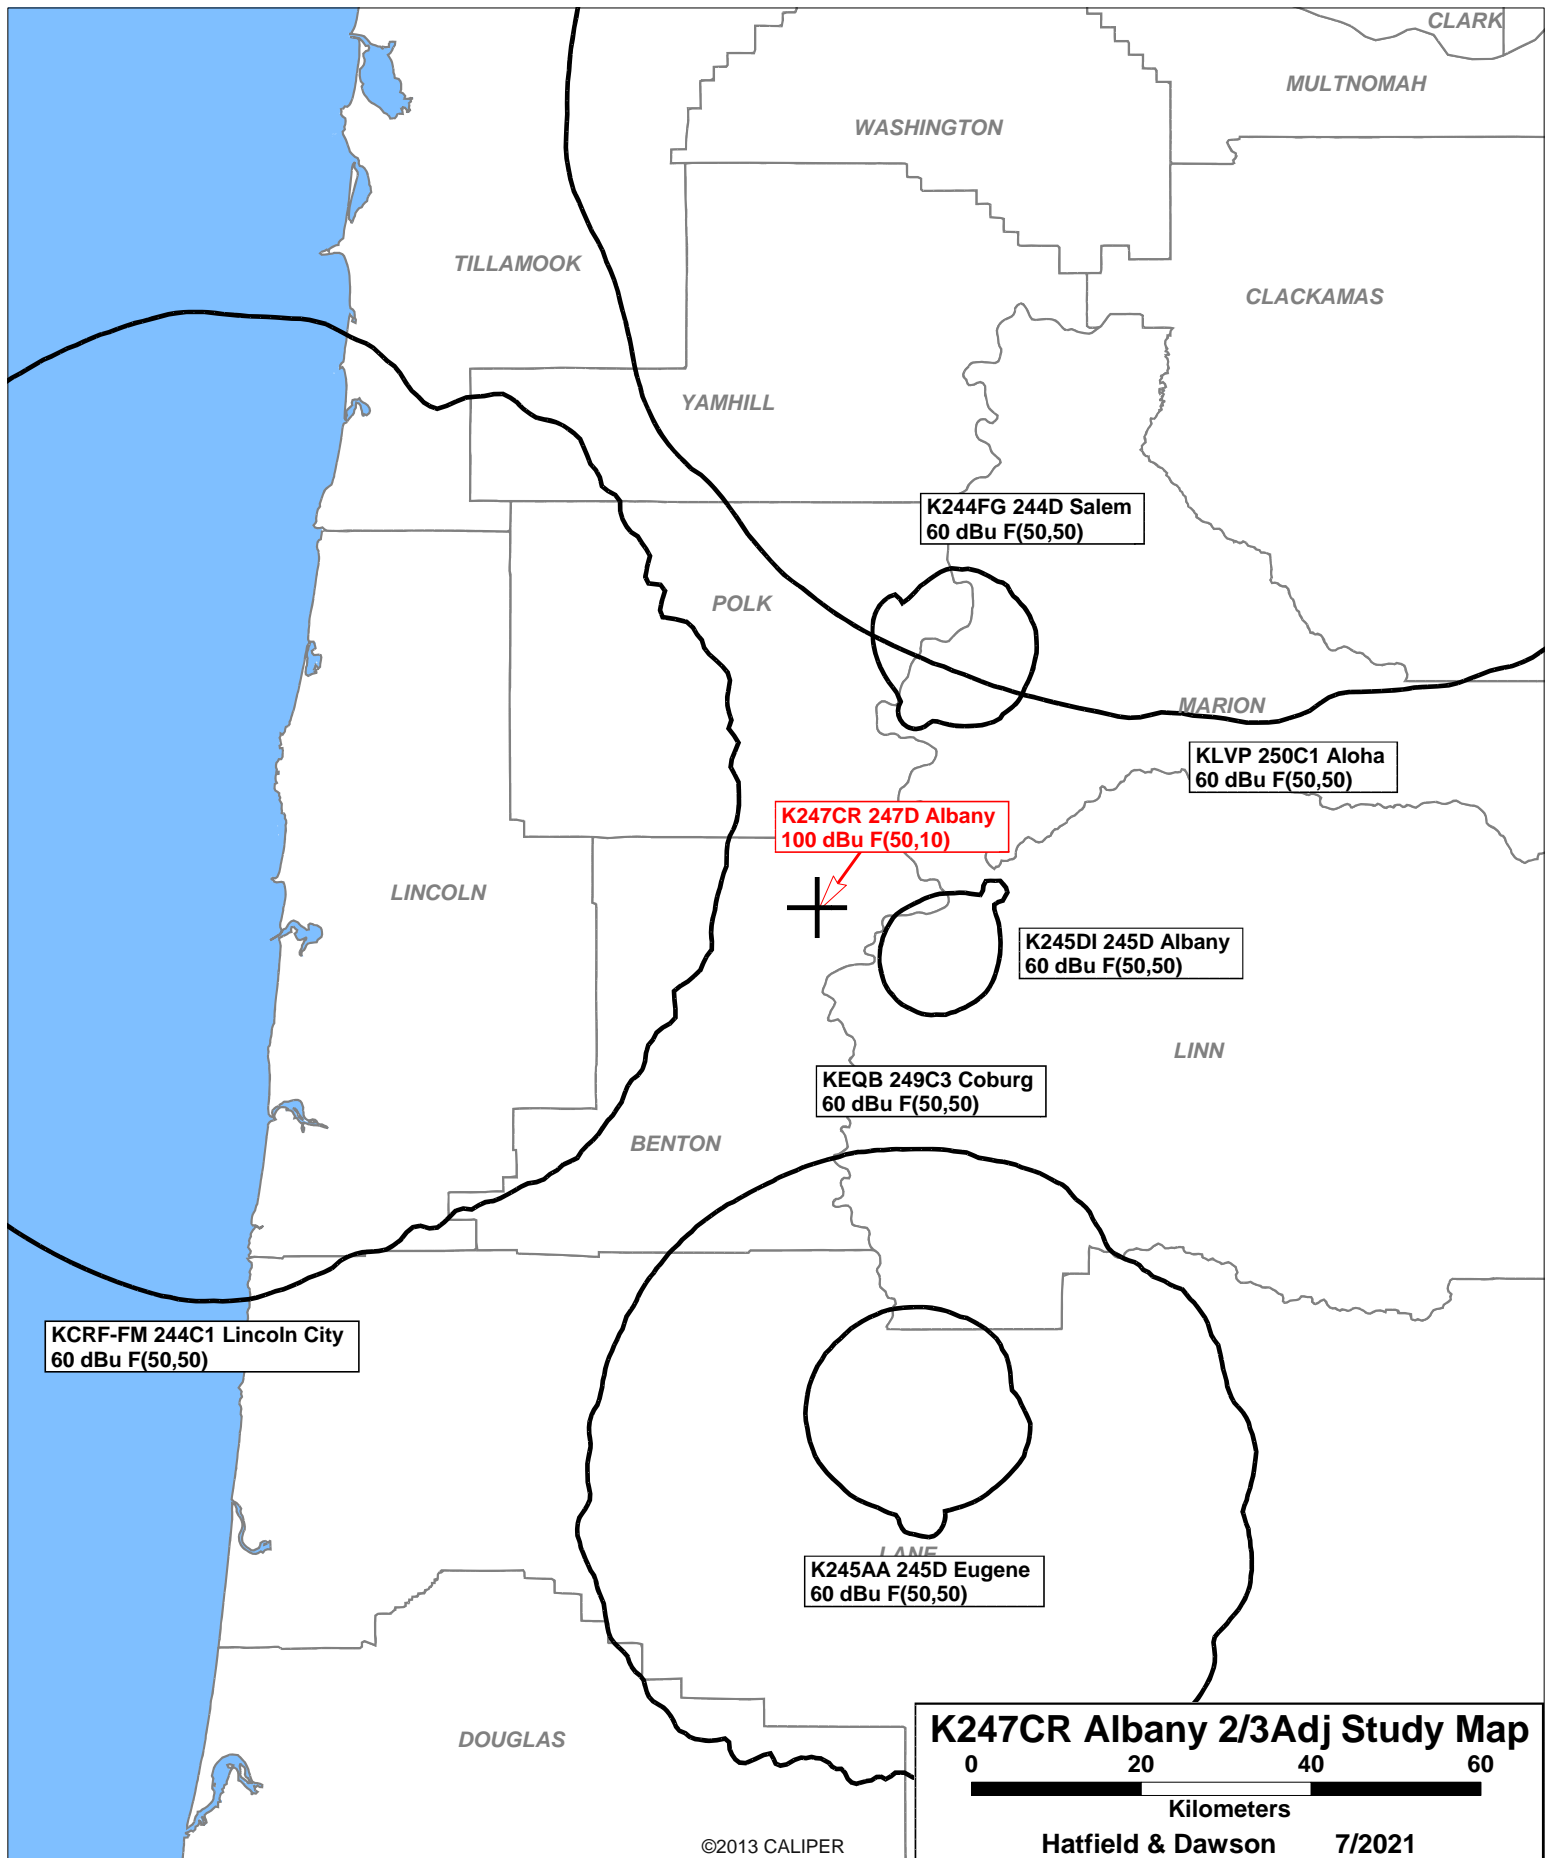 CLARK
MULTNOMAH
WASHINGTON
TILLAMOOK
CLACKAMAS
YAMHILL
K244FG 244D Salem
60 dBu F(50,50)
POLK
MARION
KLVP 250C1 Aloha
60 dBu F(50,50)
K247CR 247D Albany
100 dBu F(50,10)
LINCOLN
K245DI 245D Albany
60 dBu F(50,50)
LINN
KEQB 249C3 Coburg
60 dBu F(50,50)
BENTON
KCRF-FM 244C1 Lincoln City
60 dBu F(50,50)
LANE
K245AA 245D Eugene
60 dBu F(50,50)
DOUGLAS
K247CR Albany 2/3Adj Study Map
0 20 40 60
Kilometers
Hatfield & Dawson 7/2021
©2013 CALIPER